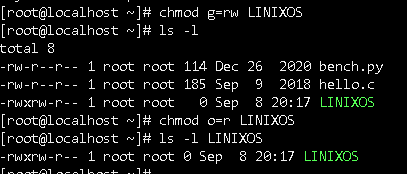 [root@localhost ~]# chmod g=rw LINIXOS
[root@localhost ~]# ls -l
total 8
-rw-r--r-- 1 root root 114 Dec 26  2020 bench.py
-rw-r--r-- 1 root root 185 Sep  9  2018 hello.c
-rwxrw-r-- 1 root root   0 Sep  8 20:17 LINIXOS
[root@localhost ~]# chmod o=r LINIXOS
[root@localhost ~]# ls -l LINIXOS
-rwxrw-r-- 1 root root 0 Sep  8 20:17 LINIXOS
[root@localhost ~]#